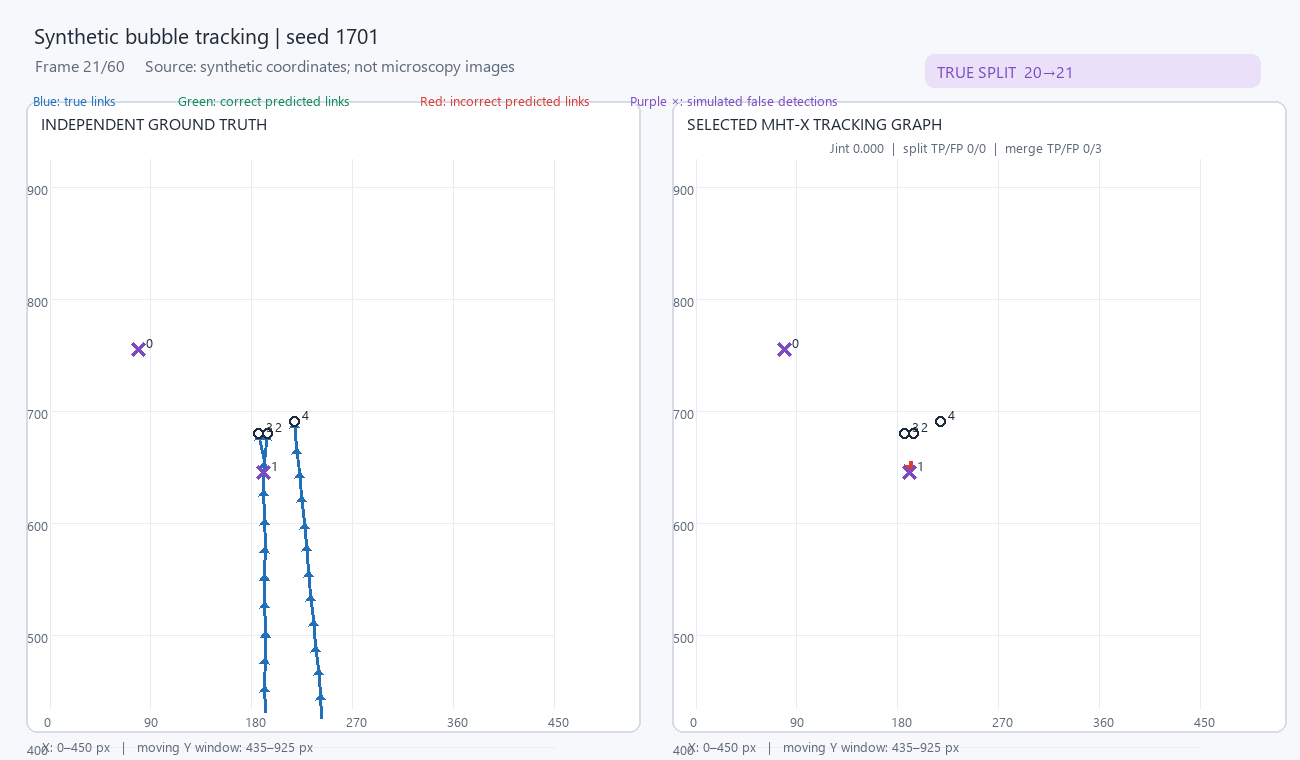 Synthetic bubble tracking | seed 1701
Frame 21/60 Source: synthetic coordinates; not microscopy images
TRUE SPLIT 20→21
Blue: true links Green: correct predicted links Red: incorrect predicted links Purple ×: simulated false detections
INDEPENDENT GROUND TRUTH
900
800
700
600
500
400
0
1
2
4
0 90 180 270 360 450
X: 0–450 px | moving Y window: 435–925 px
SELECTED MHT-X TRACKING GRAPH
Jint 0.000 | split TP/FP 0/0 | merge TP/FP 0/3
900
800
700
600
500
400
0
1
2
4
0 90 180 270 360 450
X: 0–450 px | moving Y window: 435–925 px